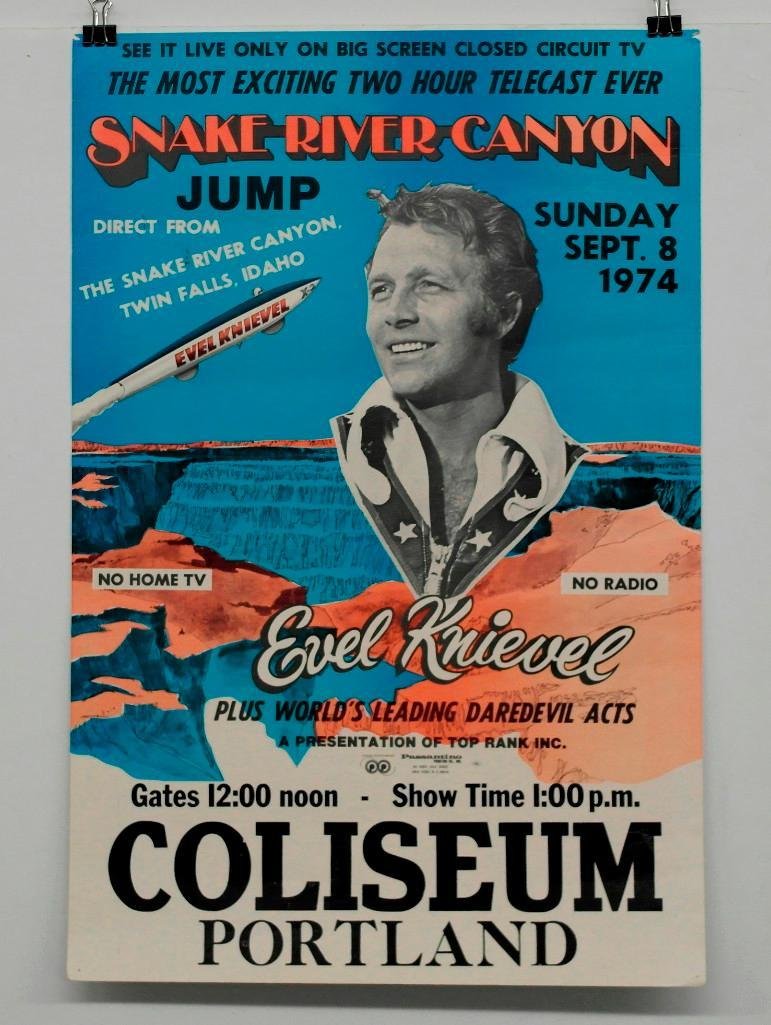 SEE IT LIVE ONLY ON BIG SCREEN CLOSED CIRCUIT TV
THE MOST EXCITING TWO HOUR TELECAST EVER
SNAKE RIVER CANYON
JUMP
DIRECT FROM
THE SNAKE RIVER CANYON,
TWIN FALLS, IDAHO
SUNDAY
SEPT. 8
1974
EVEL KNIEVEL
X-2
NO HOME TV
NO RADIO
Evel Knievel
PLUS WORLD'S LEADING DAREDEVIL ACTS
A PRESENTATION OF TOP RANK INC.
Passantino
Gates 12:00 noon - Show Time 1:00 p.m.
COLISEUM
PORTLAND